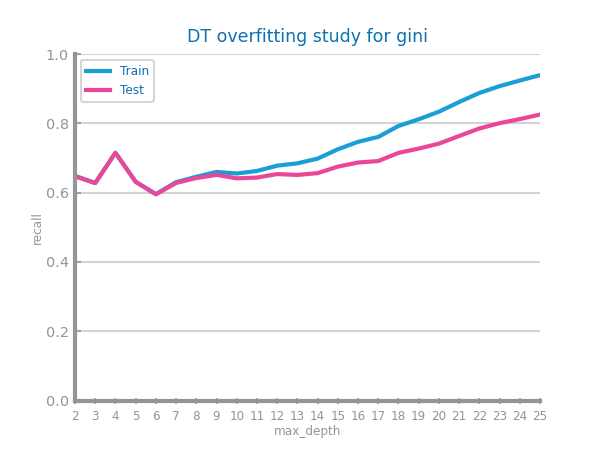 DT overfitting study for gini
Train
Test
1.0
0.8
0.6
0.4
0.2
0.0
recall
2 3 4 5 6 7 8 9 10 11 12 13 14 15 16 17 18 19 20 21 22 23 24 25
max_depth